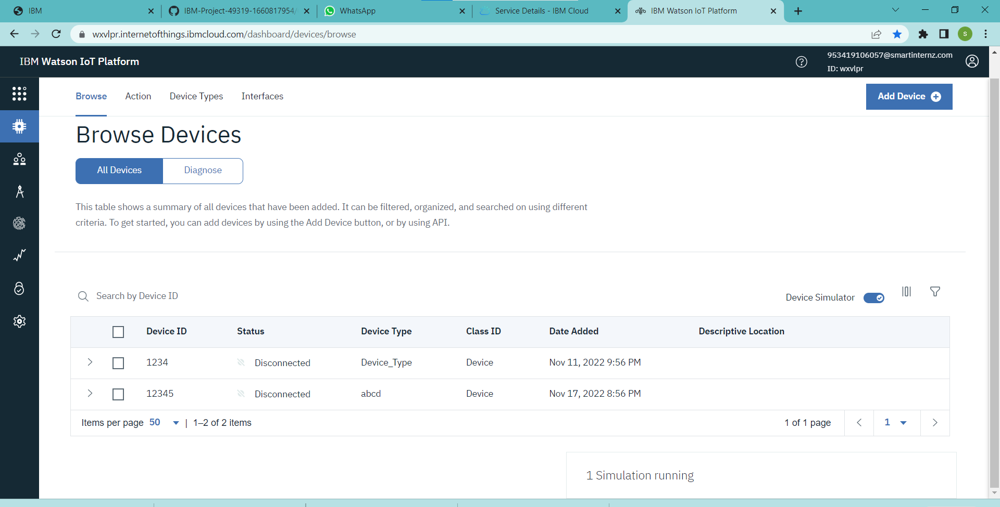 IBM
IBM-Project-49319-1660817954/
WhatsApp
Service Details - IBM Cloud
IBM Watson IoT Platform
wxvlpr.internetofthings.ibmcloud.com/dashboard/devices/browse
S
IBM Watson IoT Platform
953419106057@smartinternz.com
ID: wxvlpr
Browse
Action
Device Types
Interfaces
Add Device
Browse Devices
All Devices
Diagnose
This table shows a summary of all devices that have been added. It can be filtered, organized, and searched on using different
criteria. To get started, you can add devices by using the Add Device button, or by using API.
Search by Device ID
Device Simulator
Device ID Status Device Type Class ID Date Added Descriptive Location
1234 Disconnected Device_Type Device Nov 11, 2022 9:56 PM
12345 Disconnected abcd Device Nov 17, 2022 8:56 PM
Items per page 50 | 1–2 of 2 items
1 of 1 page
1
1 Simulation running